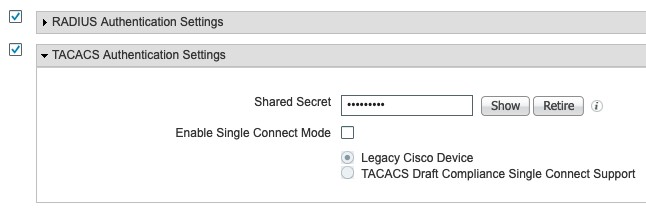 RADIUS Authentication Settings
TACACS Authentication Settings
Shared Secret ••••••••• Show Retire i
Enable Single Connect Mode
Legacy Cisco Device
TACACS Draft Compliance Single Connect Support